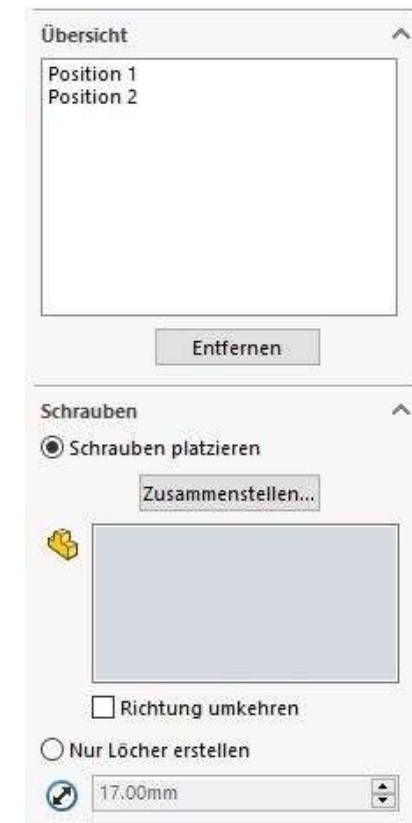 Übersicht
Position 1
Position 2
Entfernen
Schrauben
Schrauben platzieren
Zusammenstellen...
Richtung umkehren
Nur Löcher erstellen
17.00mm